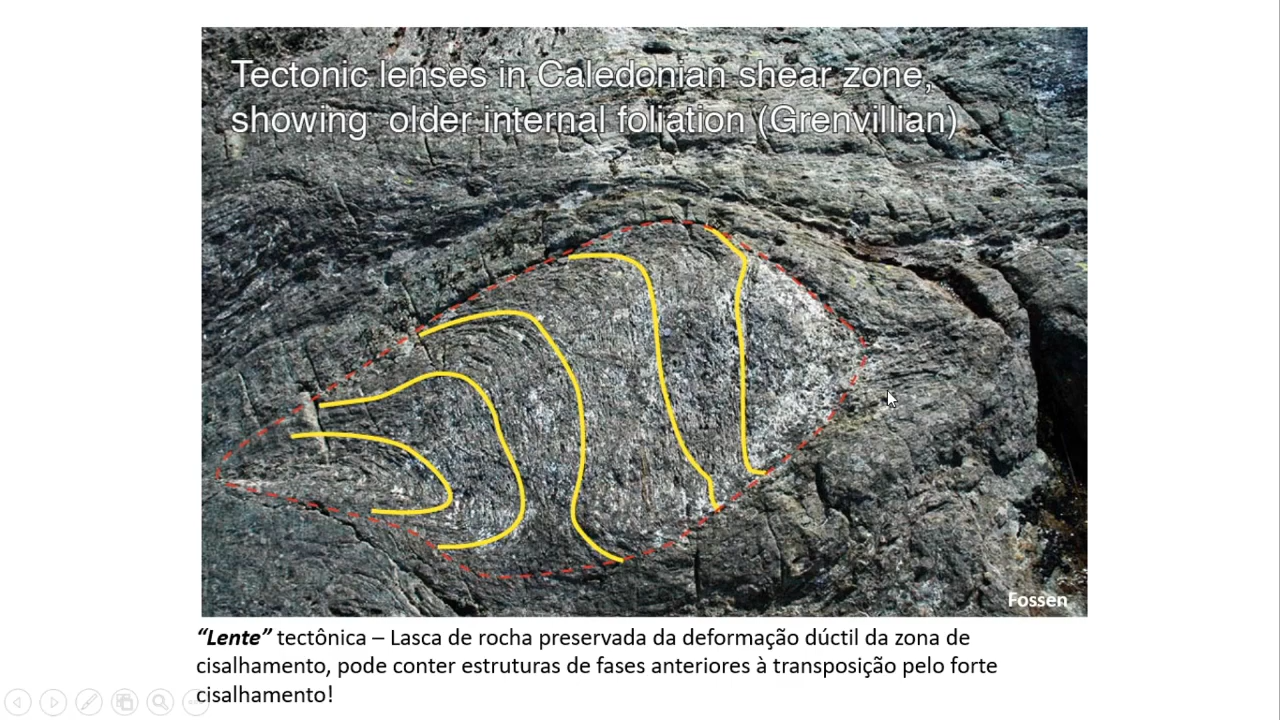 Tectonic lenses in Caledonian shear zone,
showing older internal foliation (Grenvillian)
Fossen
“Lente” tectônica – Lasca de rocha preservada da deformação dúctil da zona de
cisalhamento, pode conter estruturas de fases anteriores à transposição pelo forte
cisalhamento!